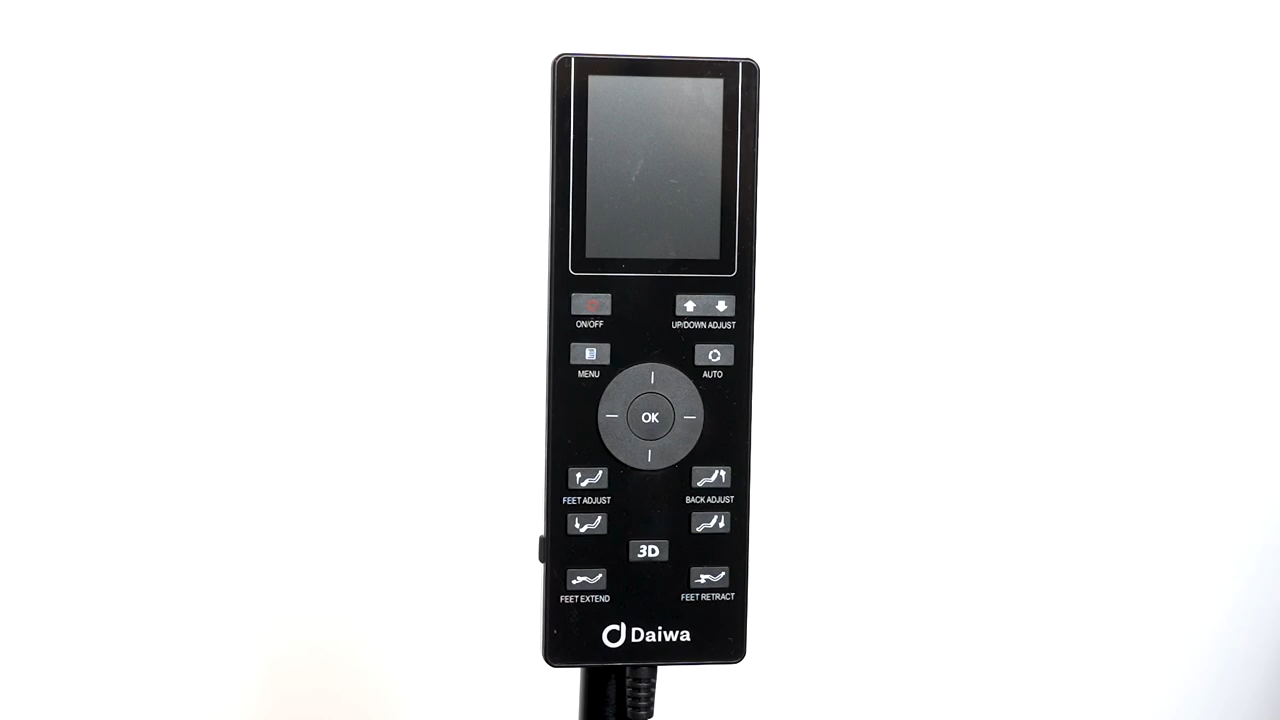 ON/OFF
UP/DOWN ADJUST
MENU
AUTO
OK
FEET ADJUST
BACK ADJUST
3D
FEET EXTEND
FEET RETRACT
Daiwa